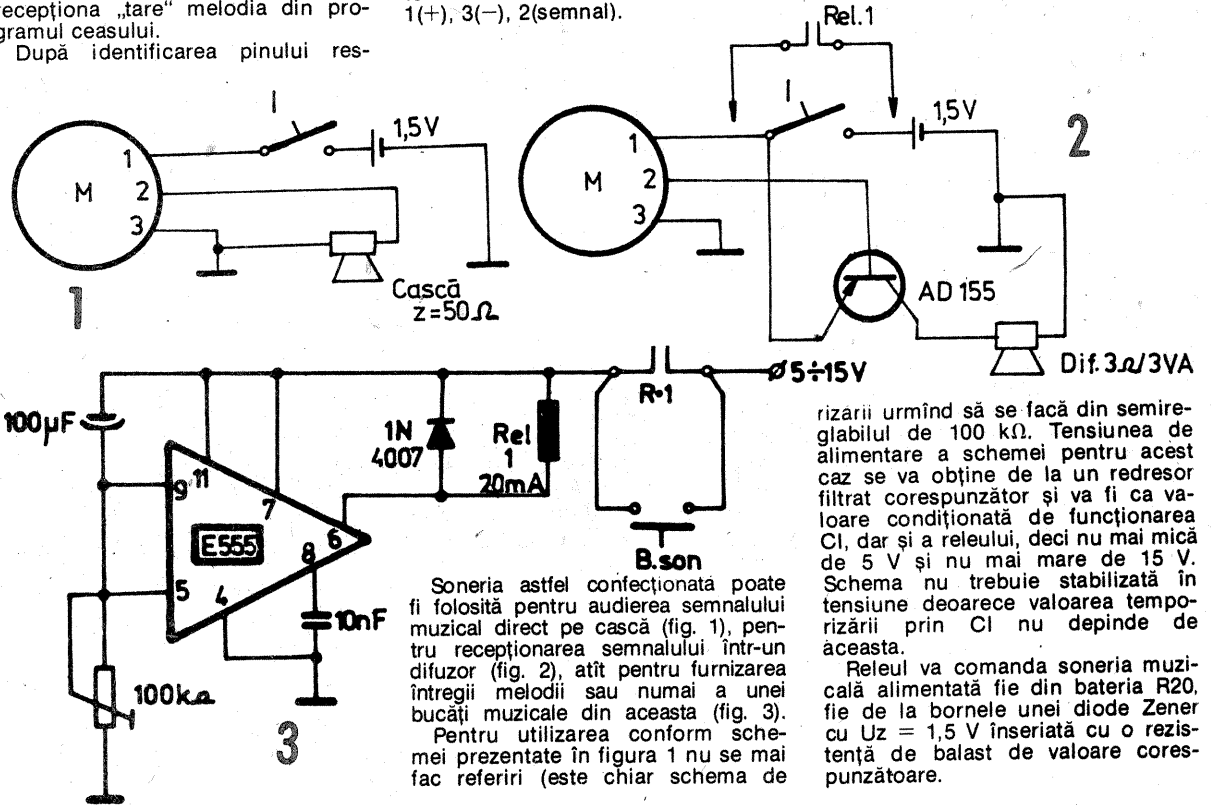 recepționa „tare" melodia din pro-
gramul ceasului.
După identificarea pinului res-
1(+), 3(−), 2(semnal).
I
1,5V
1
M
2
3
Cască
z=50Ω
1
Rel.1
I
1,5V
2
1
M
2
3
AD 155
Dif. 3Ω/3VA
100µF
9
11
7
E555
6
8
5
4
1N
4007
Rel
1
20mA
R·1
5÷15V
B.son
10nF
100kΩ
3
Soneria astfel confecționată poate
fi folosită pentru audierea semnalului
muzical direct pe cască (fig. 1), pen-
tru recepționarea semnalului într-un
difuzor (fig. 2), atît pentru furnizarea
întregii melodii sau numai a unei
bucăți muzicale din aceasta (fig. 3).
Pentru utilizarea conform sche-
mei prezentate în figura 1 nu se mai
fac referiri (este chiar schema de
rizării urmînd să se facă din semire-
glabilul de 100 kΩ. Tensiunea de
alimentare a schemei pentru acest
caz se va obține de la un redresor
filtrat corespunzător și va fi ca va-
loare condiționată de funcționarea
CI, dar și a releului, deci nu mai mică
de 5 V și nu mai mare de 15 V.
Schema nu trebuie stabilizată în
tensiune deoarece valoarea tempo-
rizării prin CI nu depinde de
aceasta.
Releul va comanda soneria muzi-
cală alimentată fie din bateria R20,
fie de la bornele unei diode Zener
cu Uz = 1,5 V înseriată cu o rezis-
tență de balast de valoare cores-
punzătoare.